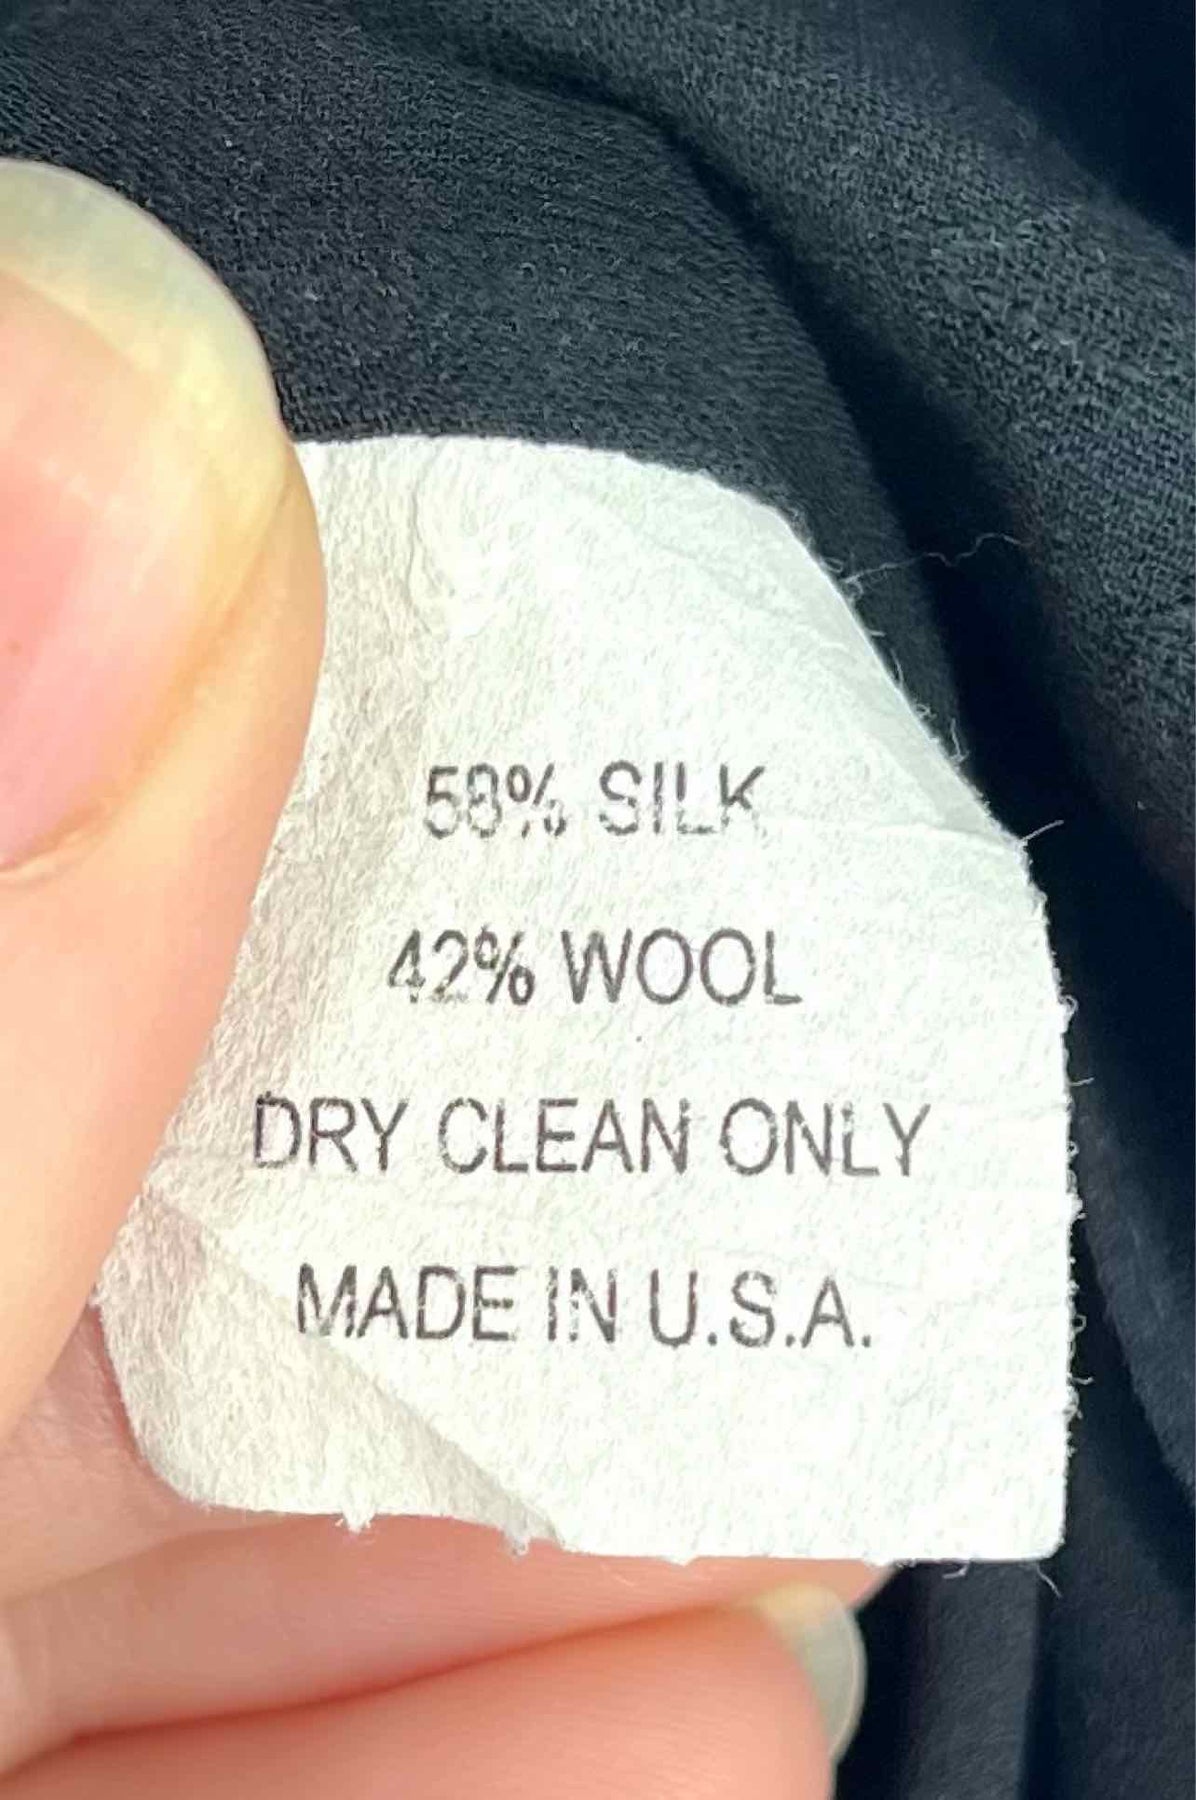 58% SILK
42% WOOL
DRY CLEAN ONLY
MADE IN U.S.A.